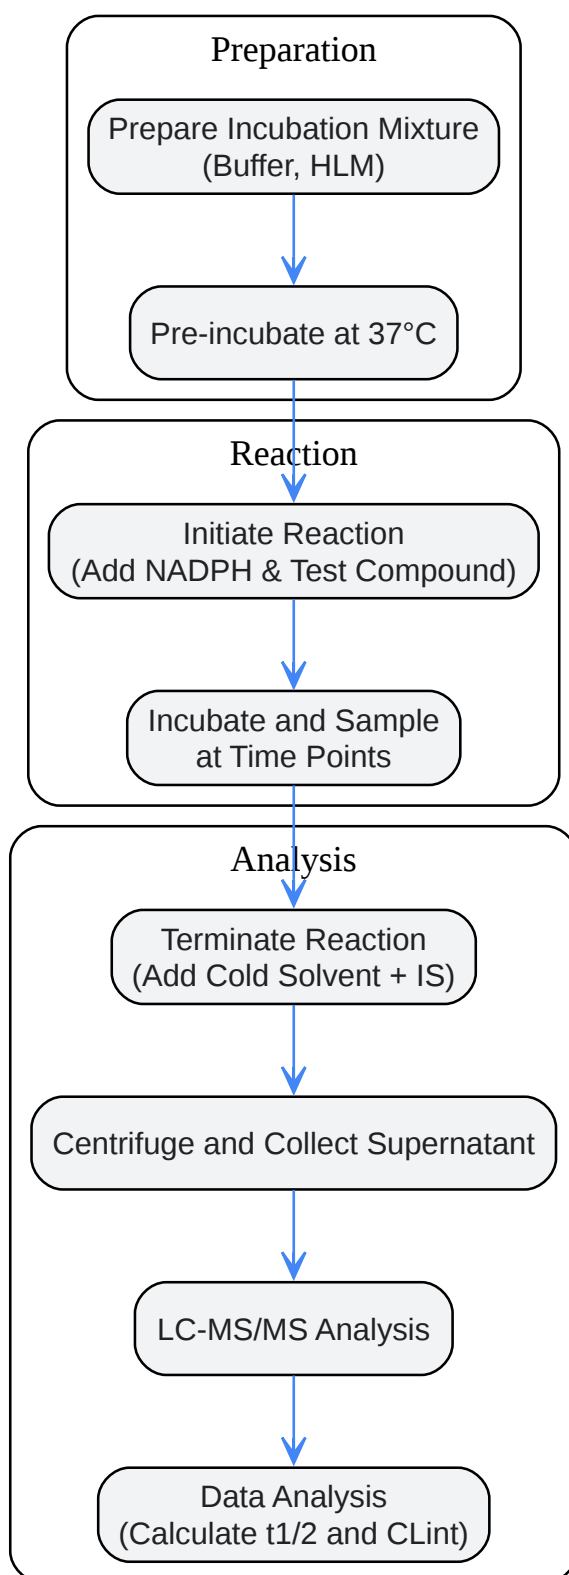 Preparation
Prepare Incubation Mixture
(Buffer, HLM)
Pre-incubate at 37°C
Reaction
Initiate Reaction
(Add NADPH & Test Compound)
Incubate and Sample
at Time Points
Analysis
Terminate Reaction
(Add Cold Solvent + IS)
Centrifuge and Collect Supernatant
LC-MS/MS Analysis
Data Analysis
(Calculate t1/2 and CLint)